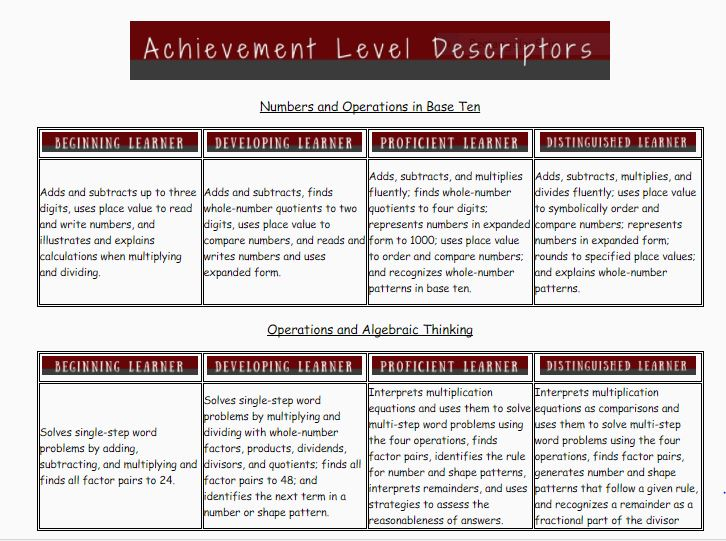 Achievement Level Descriptors
Numbers and Operations in Base Ten
BEGINNING LEARNER
DEVELOPING LEARNER
PROFICIENT LEARNER
DISTINGUISHED LEARNER
Adds and subtracts up to three
digits, uses place value to read
and write numbers, and
illustrates and explains
calculations when multiplying
and dividing.
Adds and subtracts, finds
whole-number quotients to two
digits, uses place value to
compare numbers, and reads and
writes numbers and uses
expanded form.
Adds, subtracts, and multiplies
fluently; finds whole-number
quotients to four digits;
represents numbers in expanded
form to 1000; uses place value
to order and compare numbers;
and recognizes whole-number
patterns in base ten.
Adds, subtracts, multiplies, and
divides fluently; uses place value
to symbolically order and
compare numbers; represents
numbers in expanded form;
rounds to specified place values;
and explains whole-number
patterns.
Operations and Algebraic Thinking
BEGINNING LEARNER
DEVELOPING LEARNER
PROFICIENT LEARNER
DISTINGUISHED LEARNER
Solves single-step word
problems by adding,
subtracting, and multiplying and
finds all factor pairs to 24.
Solves single-step word
problems by multiplying and
dividing with whole-number
factors, products, dividends,
divisors, and quotients; finds all
factor pairs to 48; and
identifies the next term in a
number or shape pattern.
Interprets multiplication
equations and uses them to solve
multi-step word problems using
the four operations, finds
factor pairs, identifies the rule
for number and shape patterns,
interprets remainders, and uses
strategies to assess the
reasonableness of answers.
Interprets multiplication
equations as comparisons and
uses them to solve multi-step
word problems using the four
operations, finds factor pairs,
generates number and shape
patterns that follow a given rule,
and recognizes a remainder as a
fractional part of the divisor